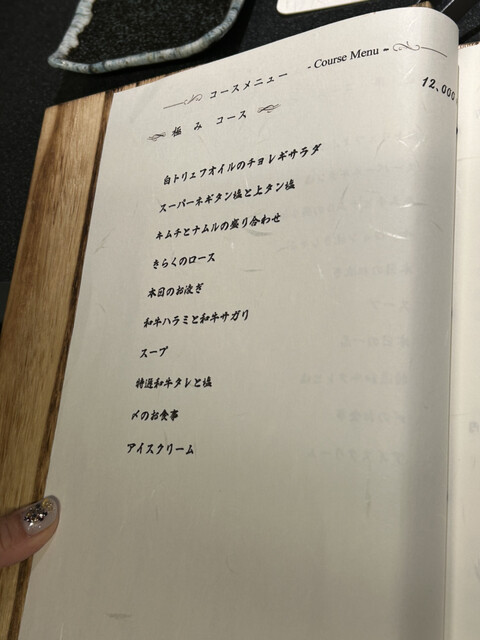 コースメニュー - Course Menu -
12,000
極み コース
白トリュフオイルのチョレギサラダ
スーパーネギタン塩と上タン塩
キムチとナムルの盛り合わせ
きらくのロース
本日のお凌ぎ
和牛ハラミと和牛サガリ
スープ
特選和牛タレと塩
〆のお食事
アイスクリーム